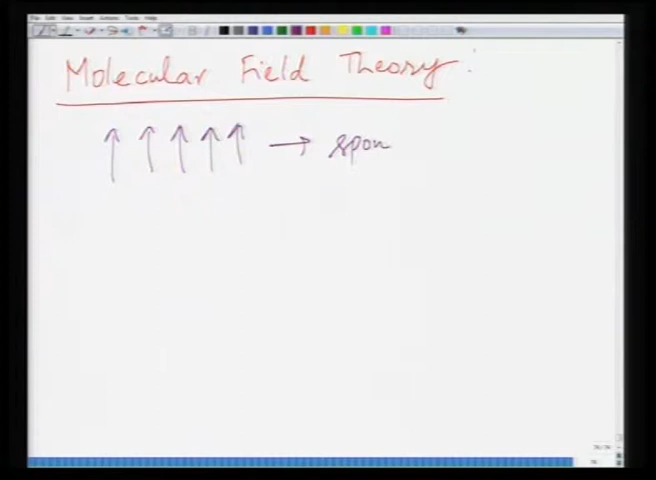 Molecular Field Theory.
↑ ↑ ↑ ↑ ↑ → spon